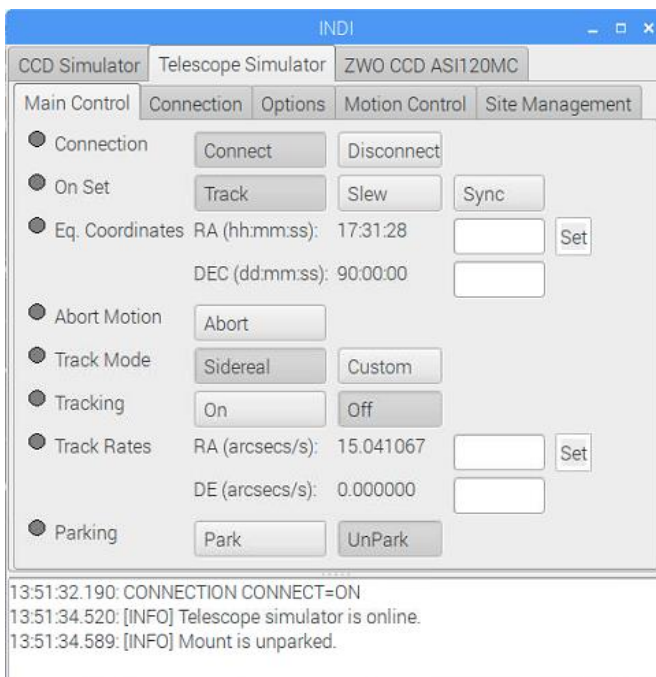 INDI
CCD Simulator Telescope Simulator ZWO CCD ASI120MC
Main Control Connection Options Motion Control Site Management
Connection Connect Disconnect
On Set Track Slew Sync
Eq. Coordinates RA (hh:mm:ss): 17:31:28 Set
DEC (dd:mm:ss): 90:00:00
Abort Motion Abort
Track Mode Sidereal Custom
Tracking On Off
Track Rates RA (arcsecs/s): 15.041067 Set
DE (arcsecs/s): 0.000000
Parking Park UnPark
13:51:32.190: CONNECTION CONNECT=ON
13:51:34.520: [INFO] Telescope simulator is online.
13:51:34.589: [INFO] Mount is unparked.